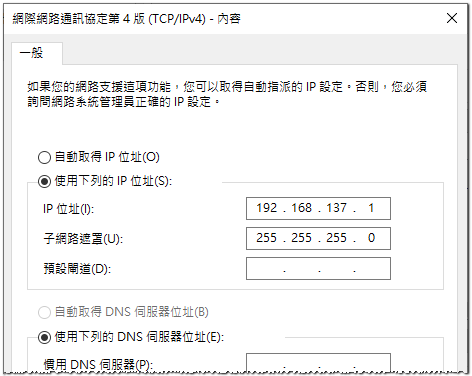 網際網路通訊協定第 4 版 (TCP/IPv4) - 內容
一般
如果您的網路支援這項功能，您可以取得自動指派的 IP 設定。否則，您必須
詢問網路系統管理員正確的 IP 設定。
自動取得 IP 位址(O)
使用下列的 IP 位址(S):
IP 位址(I): 192 . 168 . 137 . 1
子網路遮罩(U): 255 . 255 . 255 . 0
預設閘道(D): . . .
自動取得 DNS 伺服器位址(B)
使用下列的 DNS 伺服器位址(E):
慣用 DNS 伺服器(P): . . .